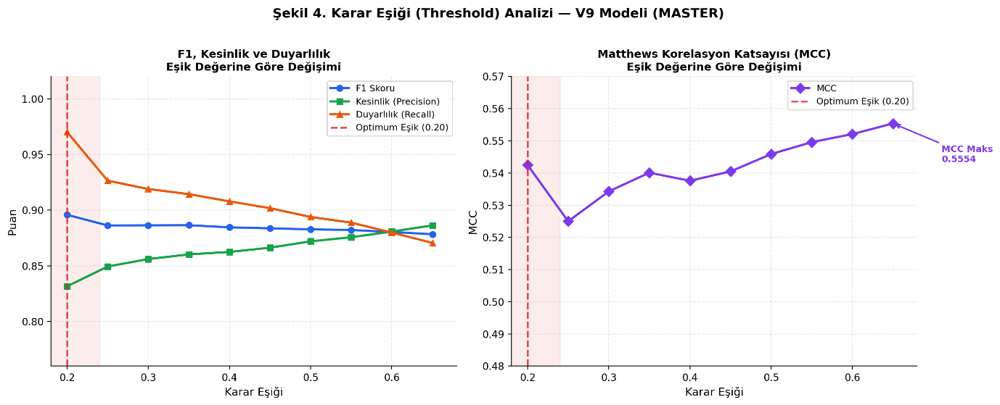 Şekil 4. Karar Eşiği (Threshold) Analizi — V9 Modeli (MASTER)
F1, Kesinlik ve Duyarlılık
Eşik Değerine Göre Değişimi
Puan
1.00
0.95
0.90
0.85
0.80
F1 Skoru
Kesinlik (Precision)
Duyarlılık (Recall)
Optimum Eşik (0.20)
0.2 0.3 0.4 0.5 0.6
Karar Eşiği
Matthews Korelasyon Katsayısı (MCC)
Eşik Değerine Göre Değişimi
MCC
0.57
0.56
0.55
0.54
0.53
0.52
0.51
0.50
0.49
0.48
MCC
Optimum Eşik (0.20)
MCC Maks
0.5554
0.2 0.3 0.4 0.5 0.6
Karar Eşiği